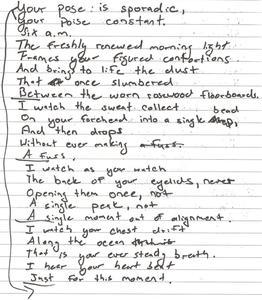 Your pose: is sporadic,
Your poise constant.
Six a.m.
The freshly renewed morning light
Frames your figured contortions
And brings to life the dust
That once slumbered
Between the worn rosewood floorboards.
I watch the sweat collect
On your forehead into a single bead,
And then drops
Without ever making a fuss.
A fuss,
I watch as you watch
The back of your eyelids, never
Opening them once, not
A single peak, not
A single moment out of alignment.
I watch your chest drift
Along the ocean
That is your ever steady breath.
I hear your heart beat
Just for this moment.